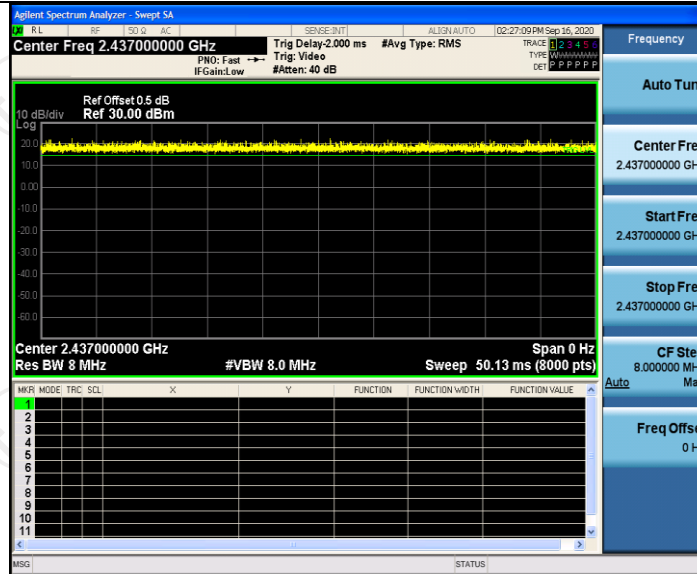 Agilent Spectrum Analyzer - Swept SA
RL RF 50 Ω AC SENSE:INT ALIGN AUTO 02:27:09 PM Sep 16, 2020
Center Freq 2.437000000 GHz
PNO: Fast
IFGain:Low
Trig Delay-2.000 ms
Trig: Video
#Atten: 40 dB
#Avg Type: RMS
TRACE 1 2 3 4 5 6
TYPE WWWWWW
DET P P P P P P
Ref Offset 0.5 dB
10 dB/div Ref 30.00 dBm
Log
20.0
10.0
0.00
-10.0
-20.0
-30.0
-40.0
-50.0
-60.0
Center 2.437000000 GHz Span 0 Hz
Res BW 8 MHz #VBW 8.0 MHz Sweep 50.13 ms (8000 pts)
MKR MODE TRC SCL X Y FUNCTION FUNCTION WIDTH FUNCTION VALUE
1
2
3
4
5
6
7
8
9
10
11
MSG STATUS
Frequency
Auto Tun
Center Fre
2.437000000 GH
Start Fre
2.437000000 GH
Stop Fre
2.437000000 GH
CF Ste
8.000000 MH
Auto Ma
Freq Offs
0 H